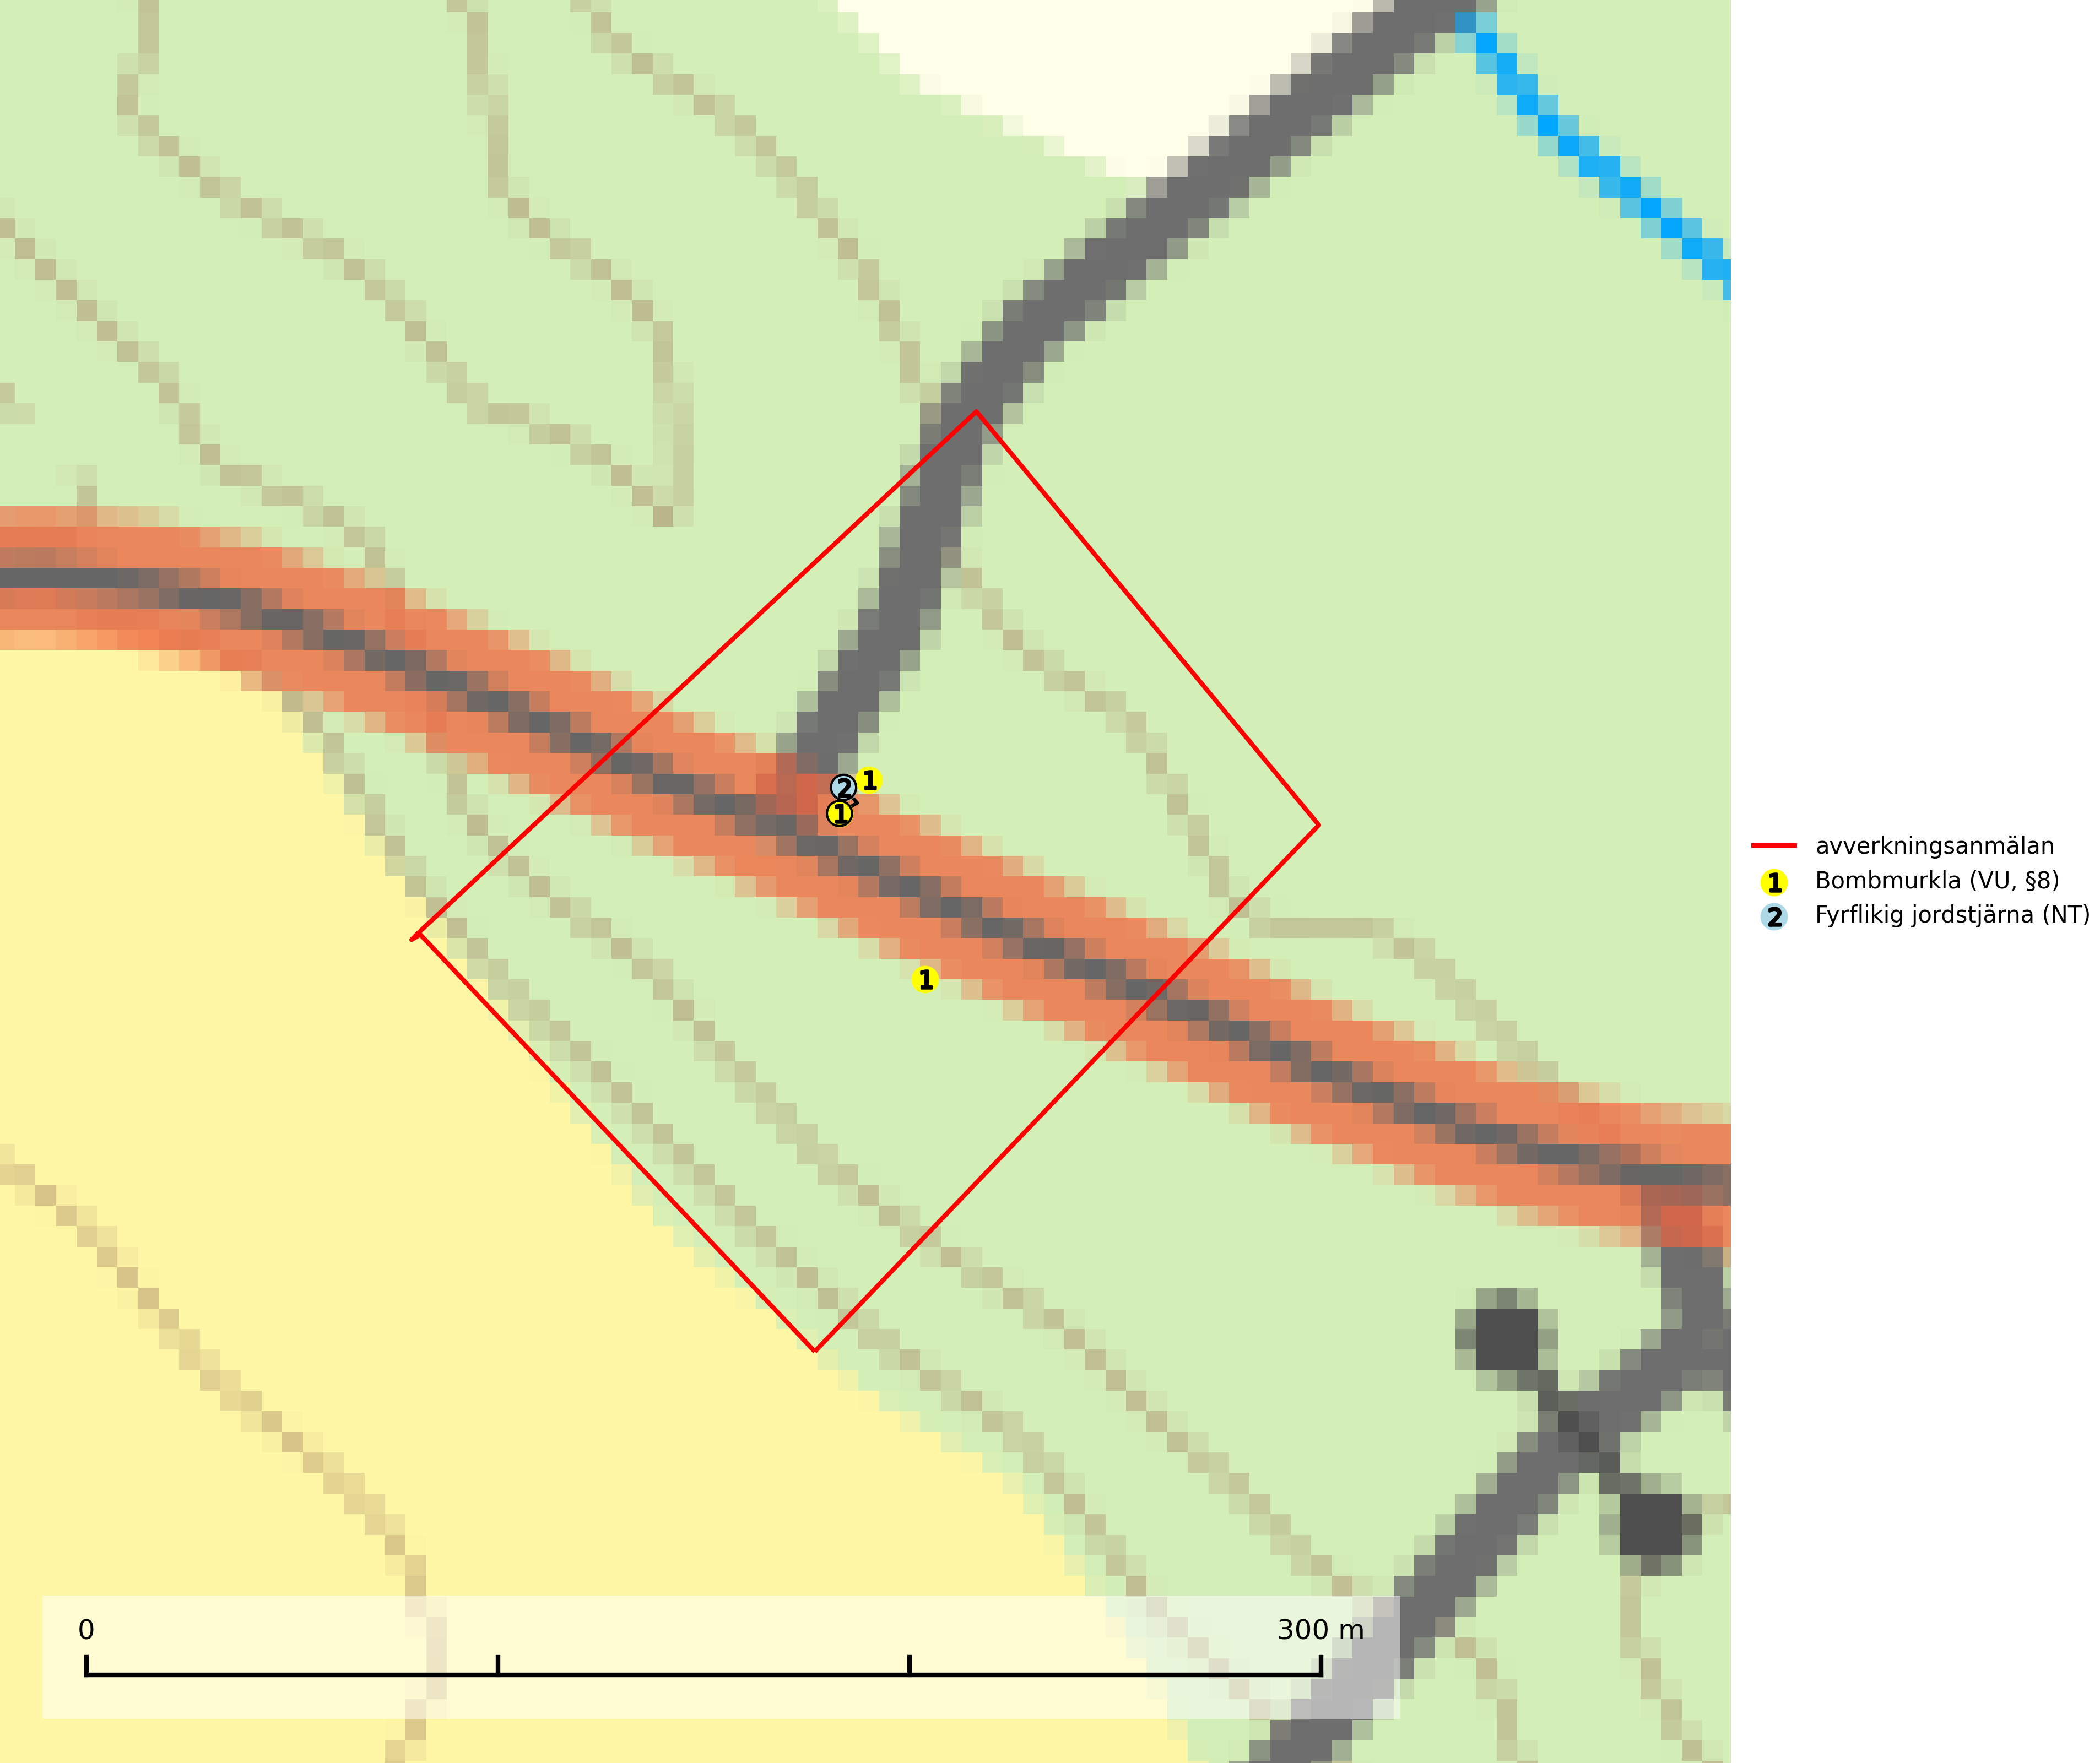 2 1
1
1
avverkningsanmälan
1 Bombmurkla (VU, §8)
2 Fyrflikig jordstjärna (NT)
0 300 m